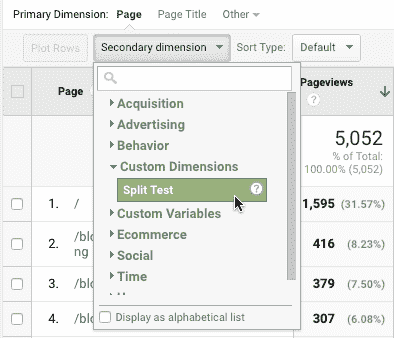 Primary Dimension: Page Page Title Other
Plot Rows Secondary dimension Sort Type: Default
Page Pageviews
?
Acquisition
Advertising
Behavior
Custom Dimensions
Split Test ?
Custom Variables
Ecommerce
Social
Time
Display as alphabetical list
5,052
% of Total:
100.00% (5,052)
1. / 1,595 (31.57%)
2. /blo
ng 416 (8.23%)
3. /blo 379 (7.50%)
4. /blo 307 (6.08%)